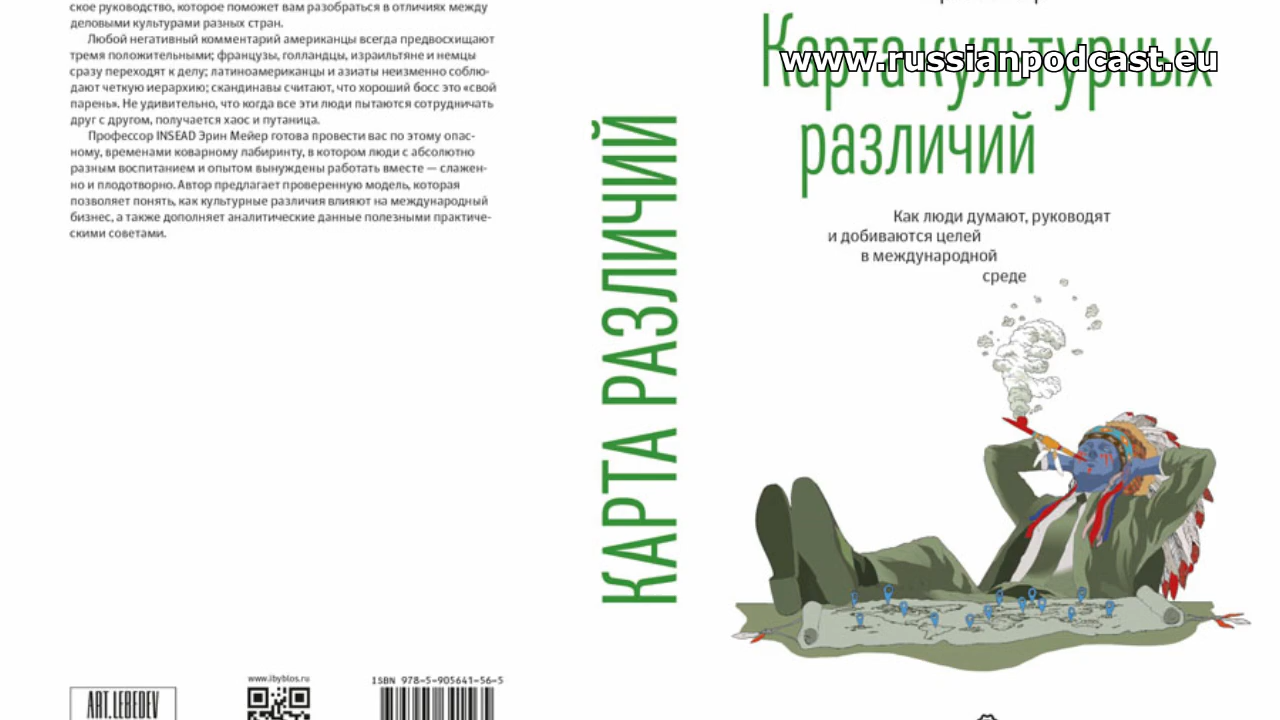 ское руководство, которое поможет вам разобраться в отличиях между
деловыми культурами разных стран.
Любой негативный комментарий американцы всегда предвосхищают
тремя положительными; французы, голландцы, израильтяне и немцы
сразу переходят к делу; латиноамериканцы и азиаты неизменно соблю-
дают четкую иерархию; скандинавы считают, что хороший босс это «свой
парень». Не удивительно, что когда все эти люди пытаются сотрудничать
друг с другом, получается хаос и путаница.
Профессор INSEAD Эрин Мейер готова провести вас по этому опас-
ному, временами коварному лабиринту, в котором люди с абсолютно
разным воспитанием и опытом вынуждены работать вместе — слажен-
но и плодотворно. Автор предлагает проверенную модель, которая
позволяет понять, как культурные различия влияют на международный
бизнес, а также дополняет аналитические данные полезными практиче-
скими советами.
ART.LEBEDEV
www.ibyblos.ru
ISBN 978-5-905641-56-5
КАРТА РАЗЛИЧИЙ
www.russianpodcast.eu
Карта культурных
различий
Как люди думают, руководят
и добиваются целей
в международной
среде